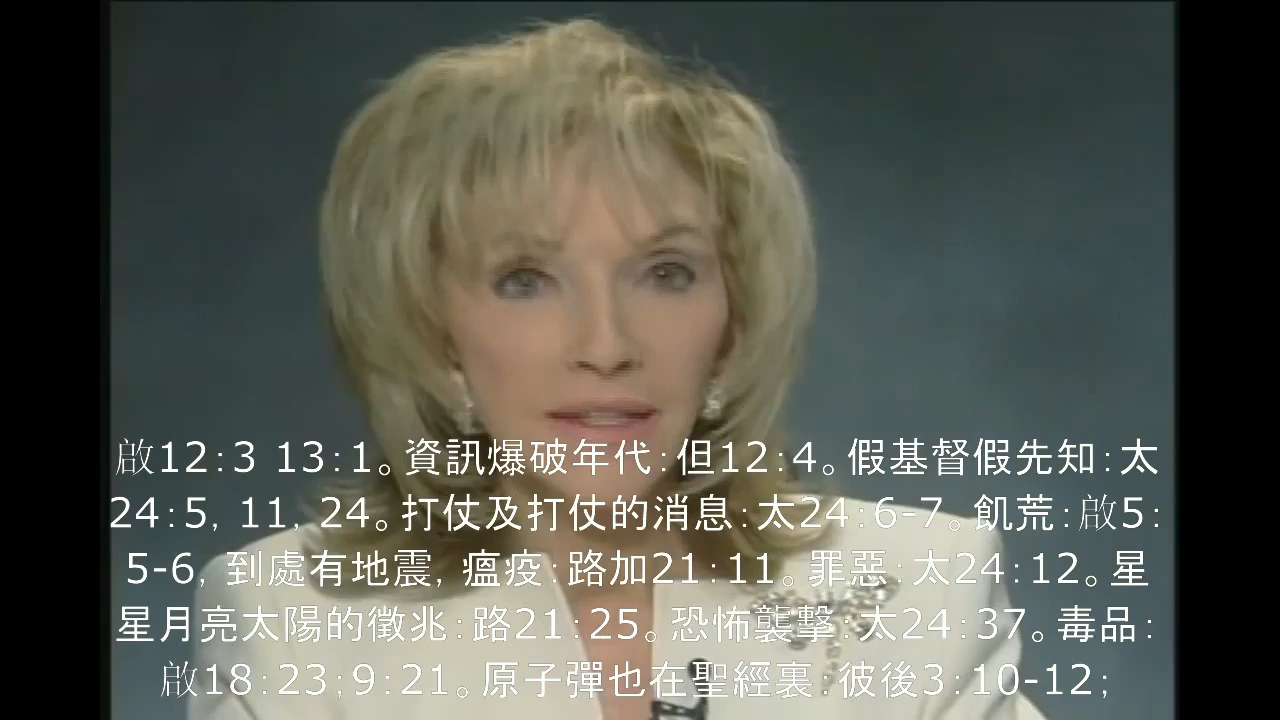 啟12:3 13:1。資訊爆破年代:但12:4。假基督假先知:太
24:5, 11, 24。打仗及打仗的消息:太24:6-7。飢荒:啟5:
5-6, 到處有地震, 瘟疫:路加21:11。罪惡:太24:12。星
星月亮太陽的徵兆:路21:25。恐怖襲擊:太24:37。毒品:
啟18:23;9:21。原子彈也在聖經裏:彼後3:10-12;